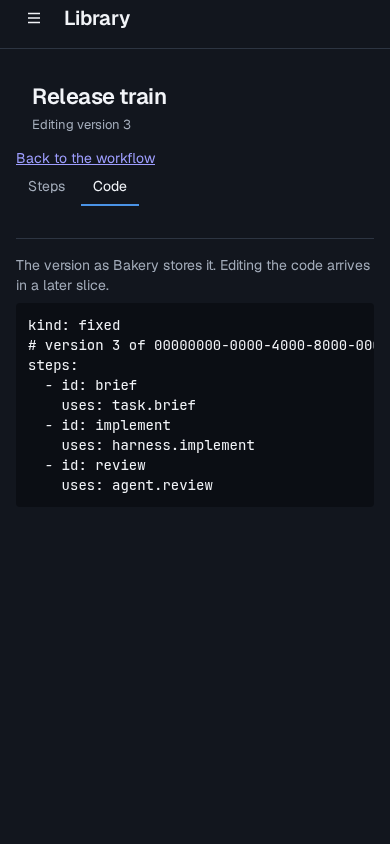 Library
Release train
Editing version 3
Back to the workflow
Steps Code
The version as Bakery stores it. Editing the code arrives
in a later slice.
kind: fixed
# version 3 of 00000000-0000-4000-8000-00
steps:
  - id: brief
    uses: task.brief
  - id: implement
    uses: harness.implement
  - id: review
    uses: agent.review